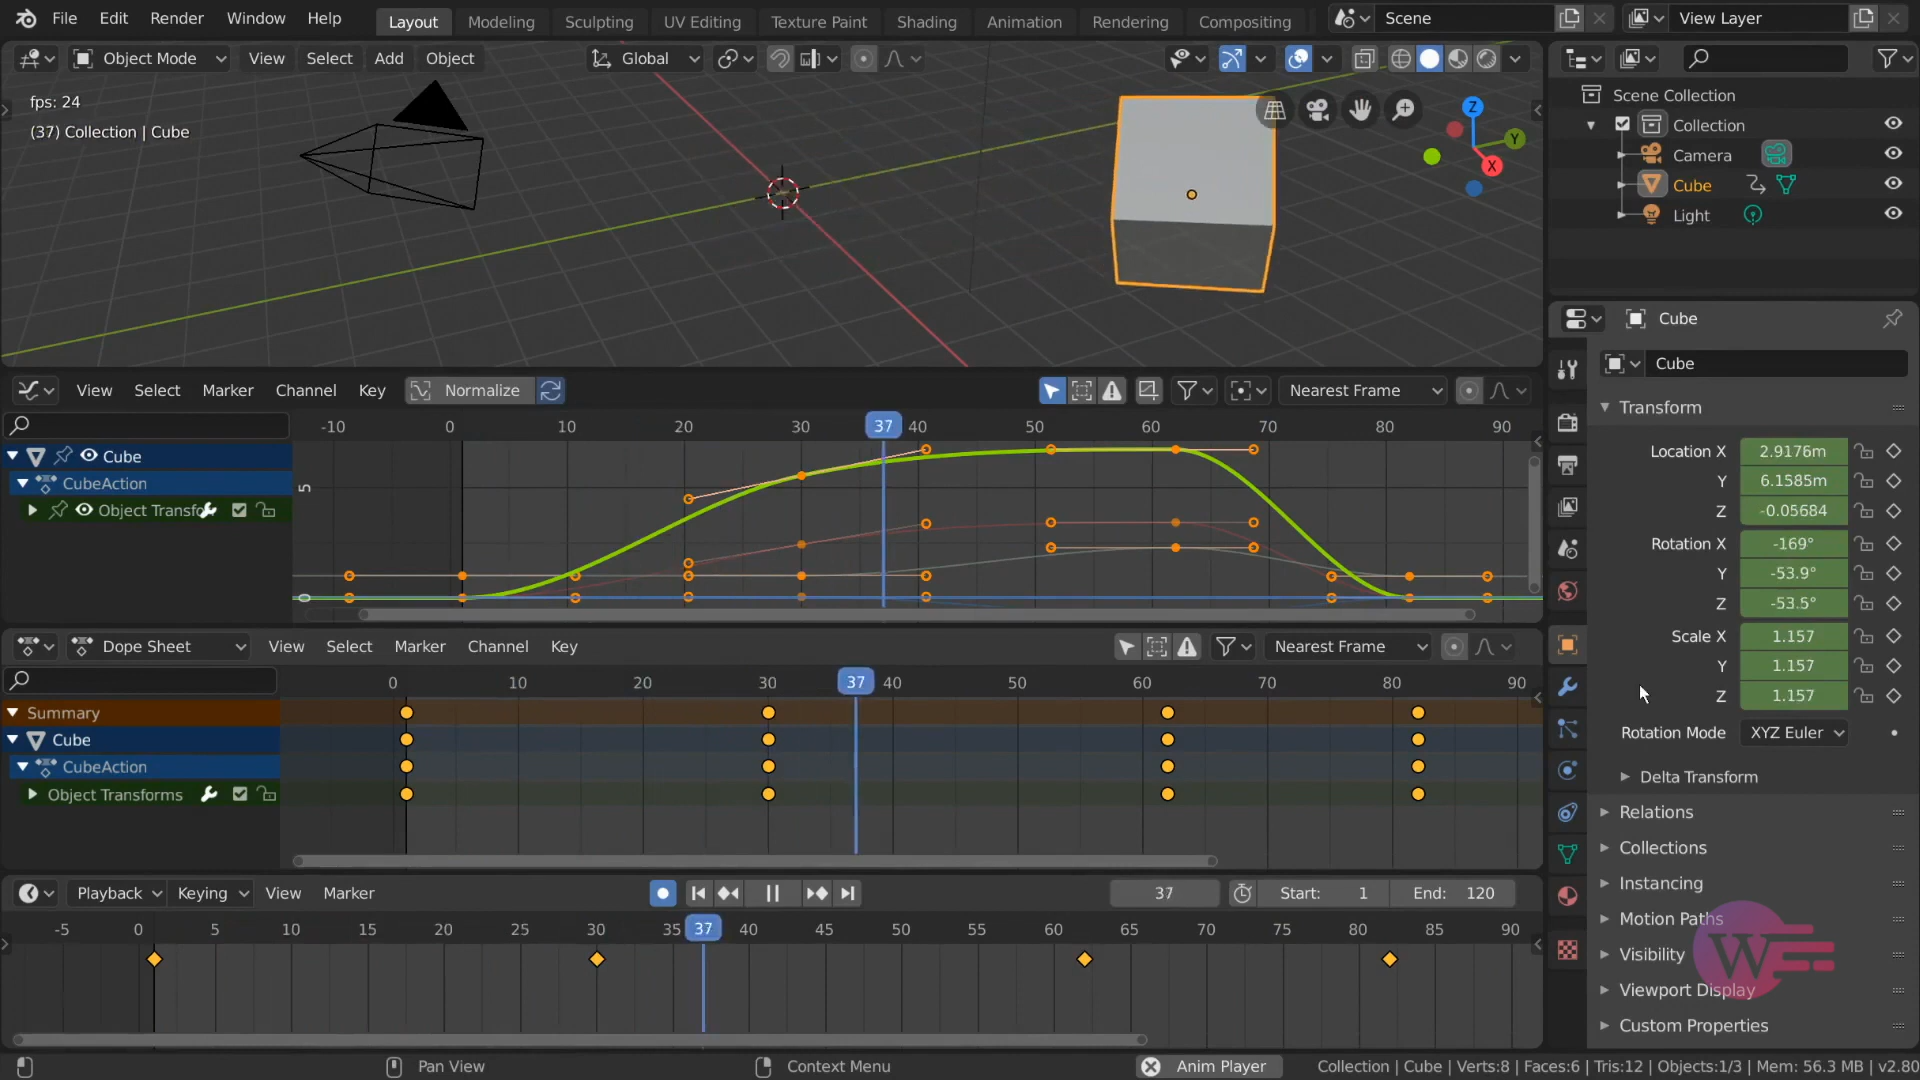 File Edit Render Window Help Layout Modeling Sculpting UV Editing Texture Paint Shading Animation Rendering Compositing Scene View Layer
Object Mode View Select Add Object Global
fps: 24
(37) Collection | Cube
Z
Y
X
Scene Collection
Collection
Camera
Cube
Light
View Select Marker Channel Key Normalize Nearest Frame
-10 0 10 20 30 37 40 50 60 70 80 90
Cube
CubeAction
Object Transfo
5
0
Dope Sheet View Select Marker Channel Key Nearest Frame
0 10 20 30 37 40 50 60 70 80 90
Summary
Cube
CubeAction
Object Transforms
Playback Keying View Marker 37 Start: 1 End: 120
-5 0 5 10 15 20 25 30 35 37 40 45 50 55 60 65 70 75 80 85 90
Cube
Cube
Transform
Location X 2.9176m
Y 6.1585m
Z -0.05684
Rotation X -169°
Y -53.9°
Z -53.5°
Scale X 1.157
Y 1.157
Z 1.157
Rotation Mode XYZ Euler
Delta Transform
Relations
Collections
Instancing
Motion Paths
Visibility
Viewport Display
Custom Properties
W
Pan View Context Menu Anim Player Collection | Cube | Verts:8 | Faces:6 | Tris:12 | Objects:1/3 | Mem: 56.3 MB | v2.80